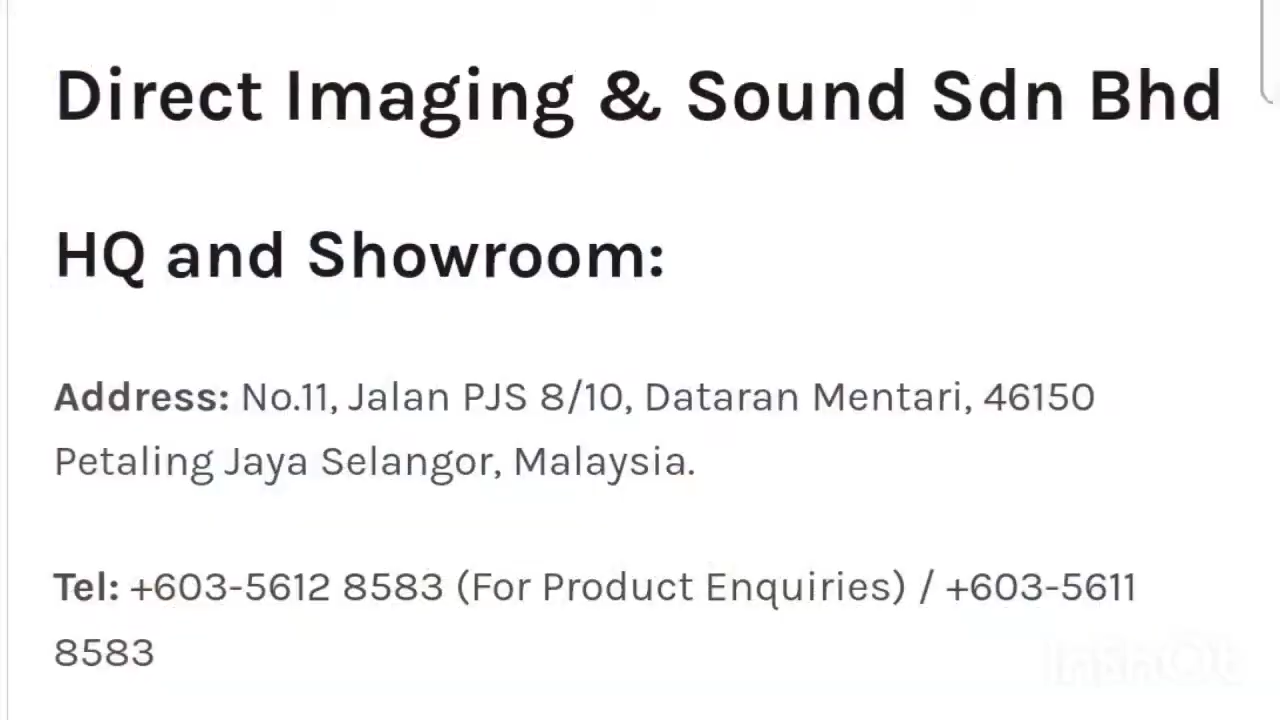 Direct Imaging & Sound Sdn Bhd
HQ and Showroom:
Address: No.11, Jalan PJS 8/10, Dataran Mentari, 46150
Petaling Jaya Selangor, Malaysia.
Tel: +603-5612 8583 (For Product Enquiries) / +603-5611
8583